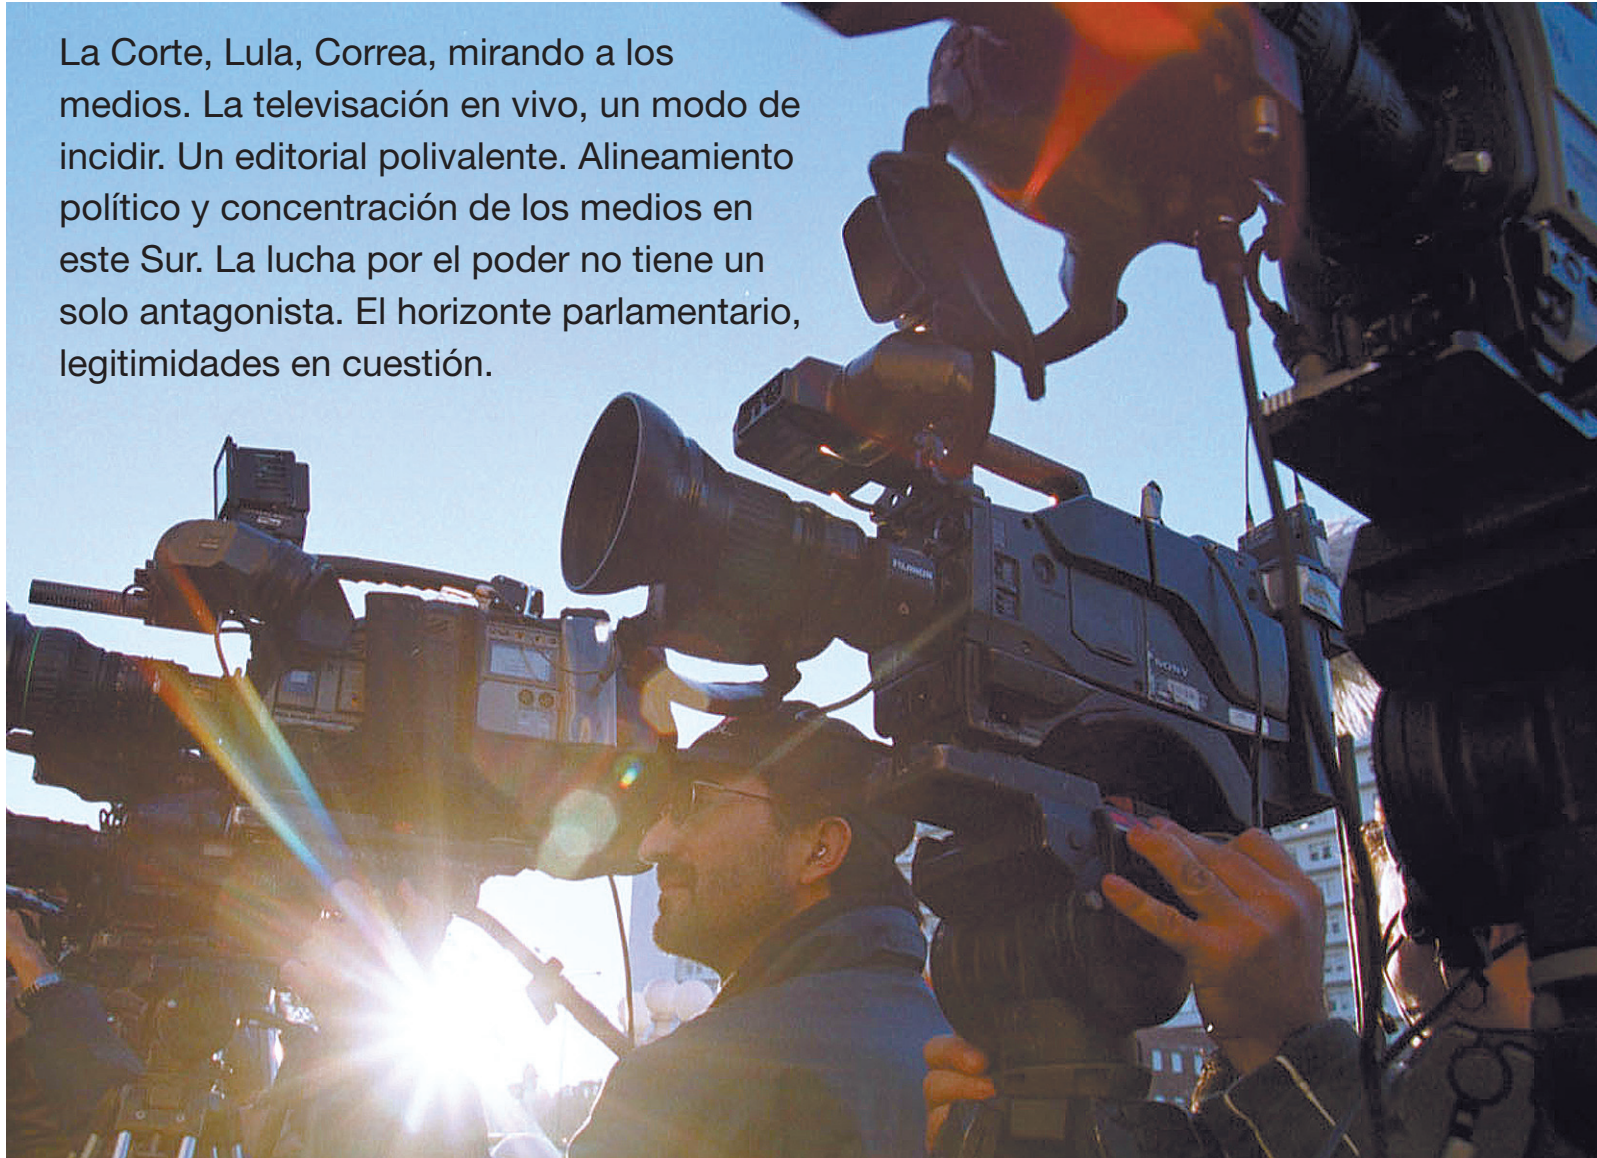 La Corte, Lula, Correa, mirando a los
medios. La televisación en vivo, un modo de
incidir. Un editorial polivalente. Alineamiento
político y concentración de los medios en
este Sur. La lucha por el poder no tiene un
solo antagonista. El horizonte parlamentario,
legitimidades en cuestión.
FUJINON
SONY